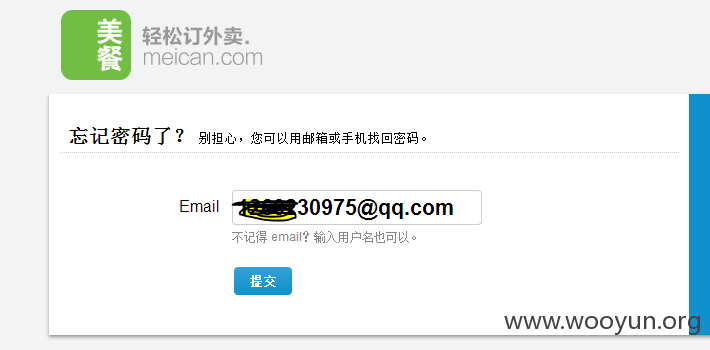 美餐
轻松订外卖.
meican.com
忘记密码了？ 别担心，您可以用邮箱或手机找回密码。
Email
30975@qq.com
不记得 email？输入用户名也可以。
提交
www.wooyun.org